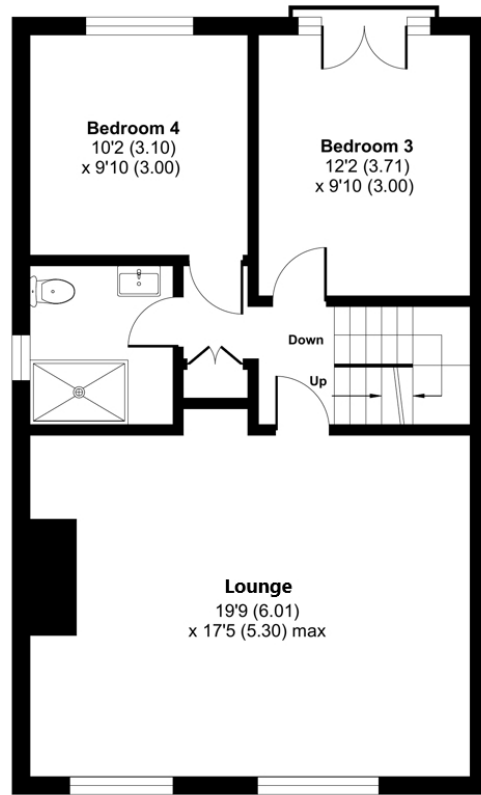 Bedroom 4
10'2 (3.10)
x 9'10 (3.00)
Bedroom 3
12'2 (3.71)
x 9'10 (3.00)
Down
Up
Lounge
19'9 (6.01)
x 17'5 (5.30) max